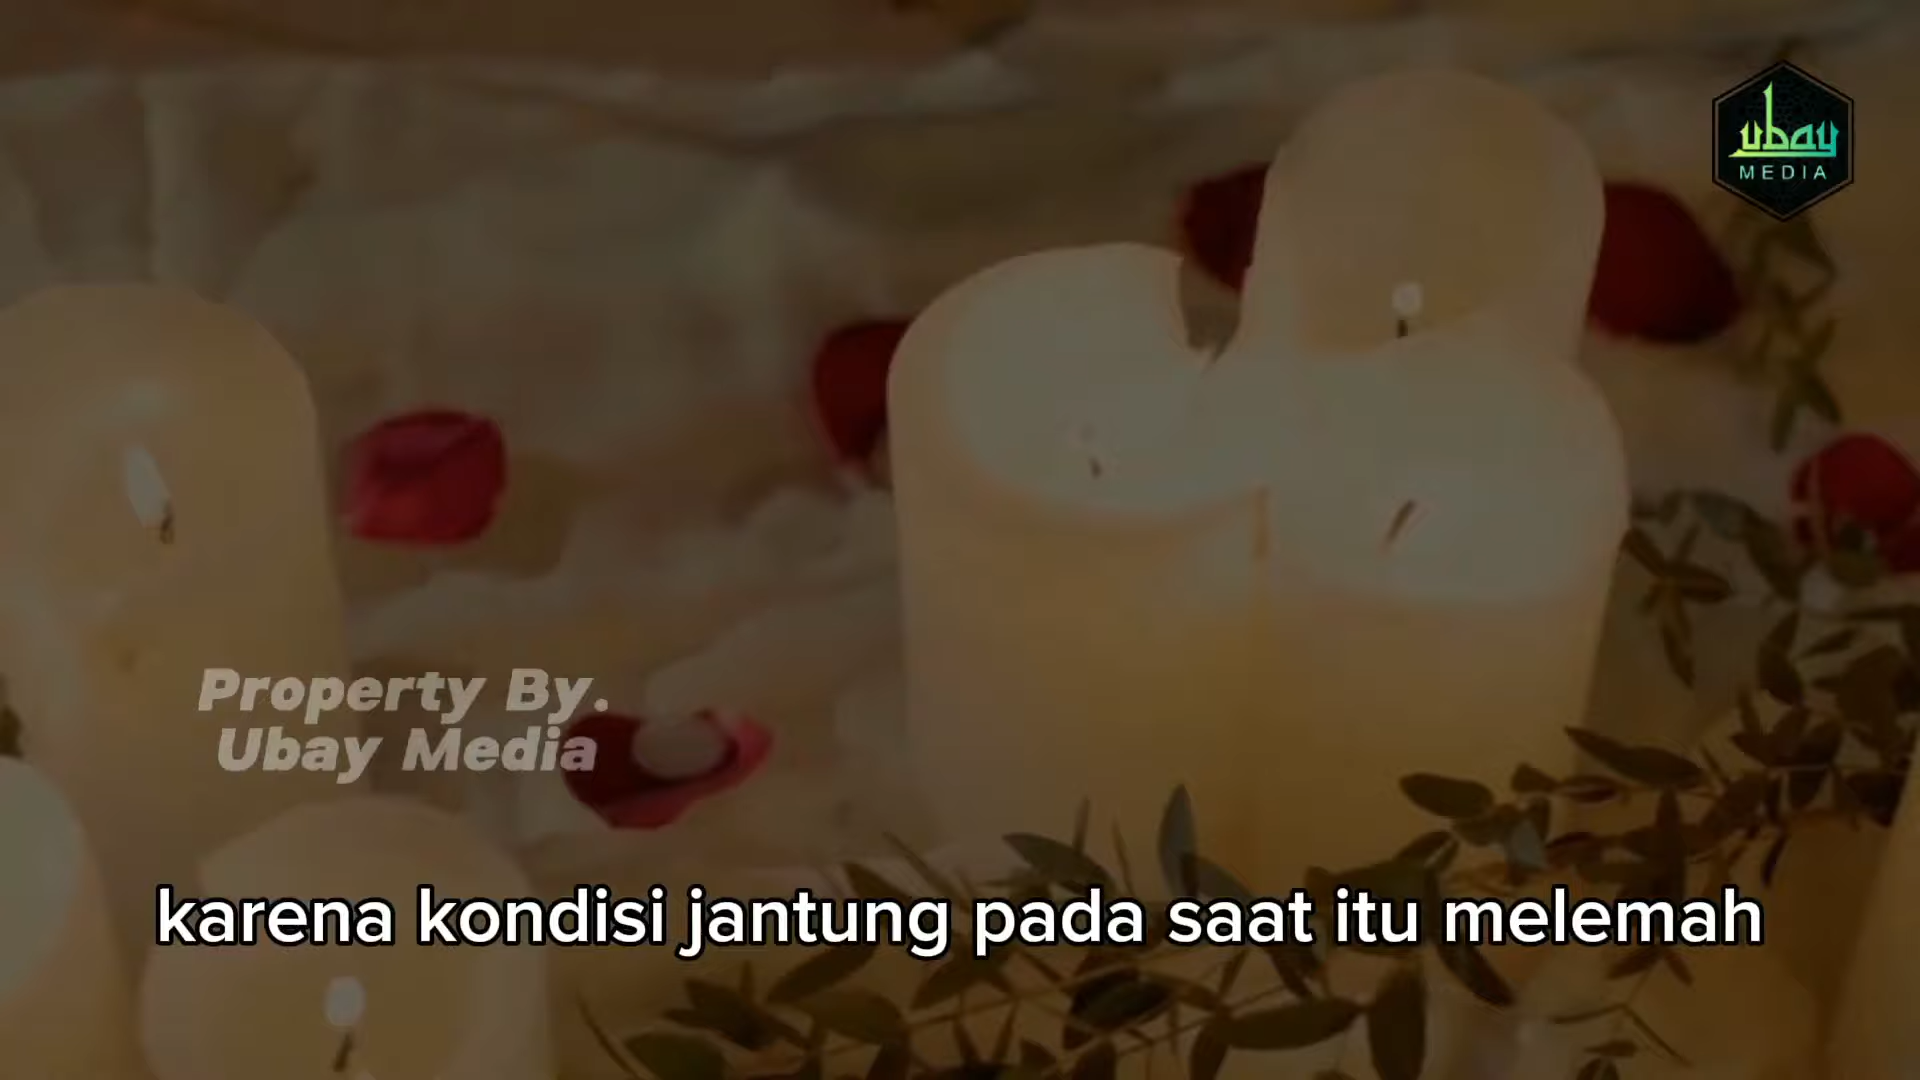 ubay
MEDIA
Property By.
Ubay Media
karena kondisi jantung pada saat itu melemah